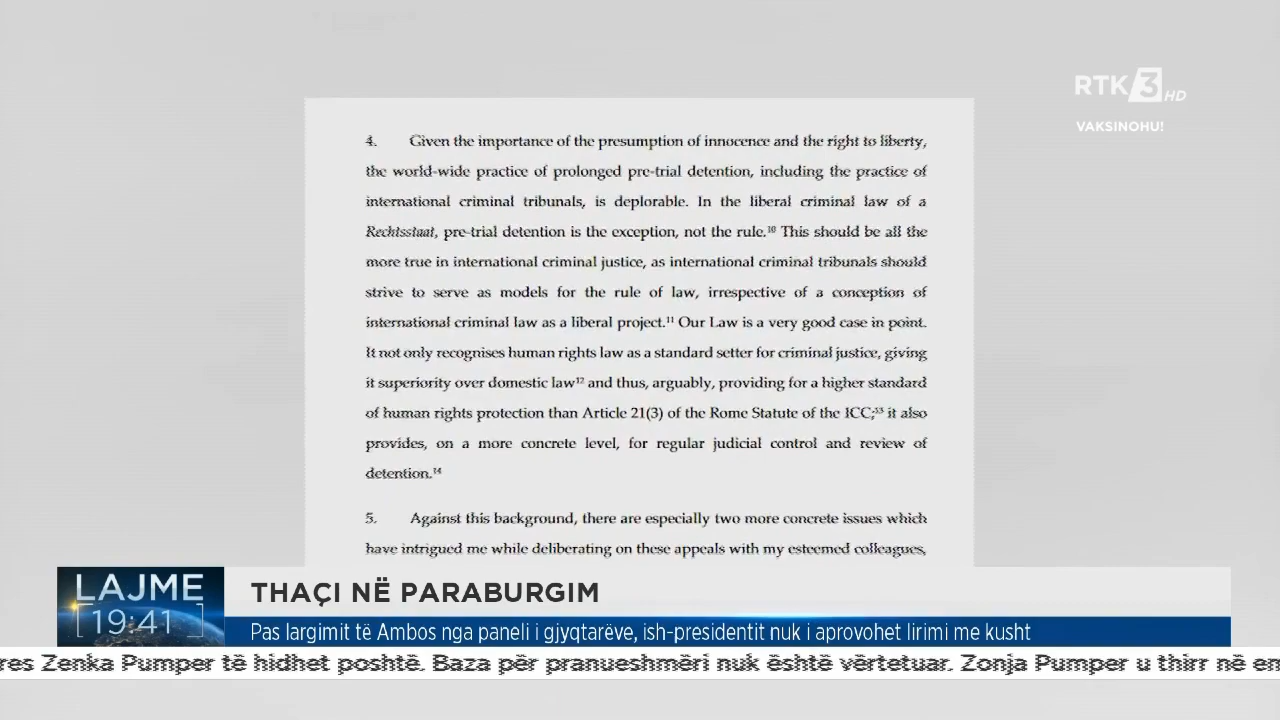 RTK 3 HD
VAKSINOHU!
4. Given the importance of the presumption of innocence and the right to liberty,
the world-wide practice of prolonged pre-trial detention, including the practice of
international criminal tribunals, is deplorable. In the liberal criminal law of a
Rechtsstaat, pre-trial detention is the exception, not the rule.¹⁰ This should be all the
more true in international criminal justice, as international criminal tribunals should
strive to serve as models for the rule of law, irrespective of a conception of
international criminal law as a liberal project.¹¹ Our Law is a very good case in point.
It not only recognises human rights law as a standard setter for criminal justice, giving
it superiority over domestic law¹² and thus, arguably, providing for a higher standard
of human rights protection than Article 21(3) of the Rome Statute of the ICC;¹³ it also
provides, on a more concrete level, for regular judicial control and review of
detention.¹⁴
5. Against this background, there are especially two more concrete issues which
have intrigued me while deliberating on these appeals with my esteemed colleagues,
LAJME
19:41
THAÇI NË PARABURGIM
Pas largimit të Ambos nga paneli i gjyqtarëve, ish-presidentit nuk i aprovohet lirimi me kusht
res Zenka Pumper të hidhet poshtë. Baza për pranueshmëri nuk është vërtetuar. Zonja Pumper u thirr në em